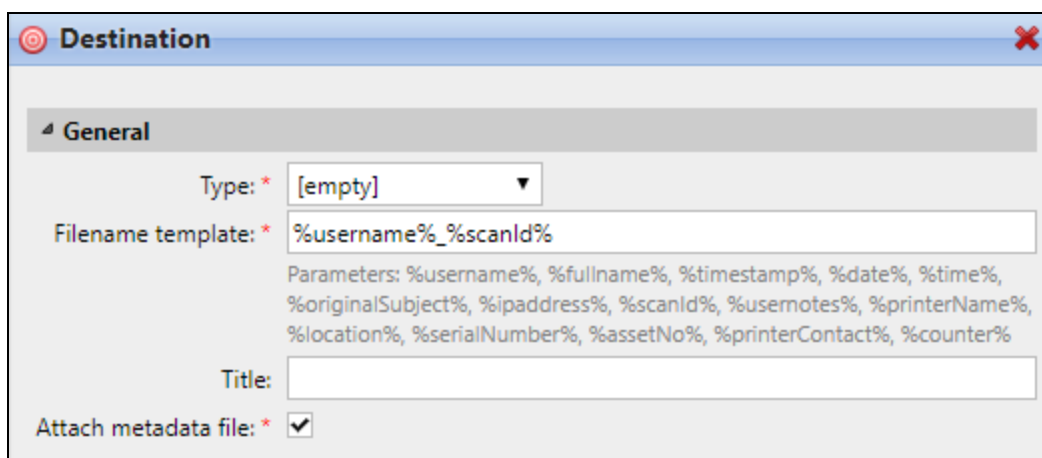 Destination
General
Type: * [empty]
Filename template: * %username%_%scanId%
Parameters: %username%, %fullname%, %timestamp%, %date%, %time%,
%originalSubject%, %ipaddress%, %scanId%, %usernotes%, %printerName%,
%location%, %serialNumber%, %assetNo%, %printerContact%, %counter%
Title:
Attach metadata file: *